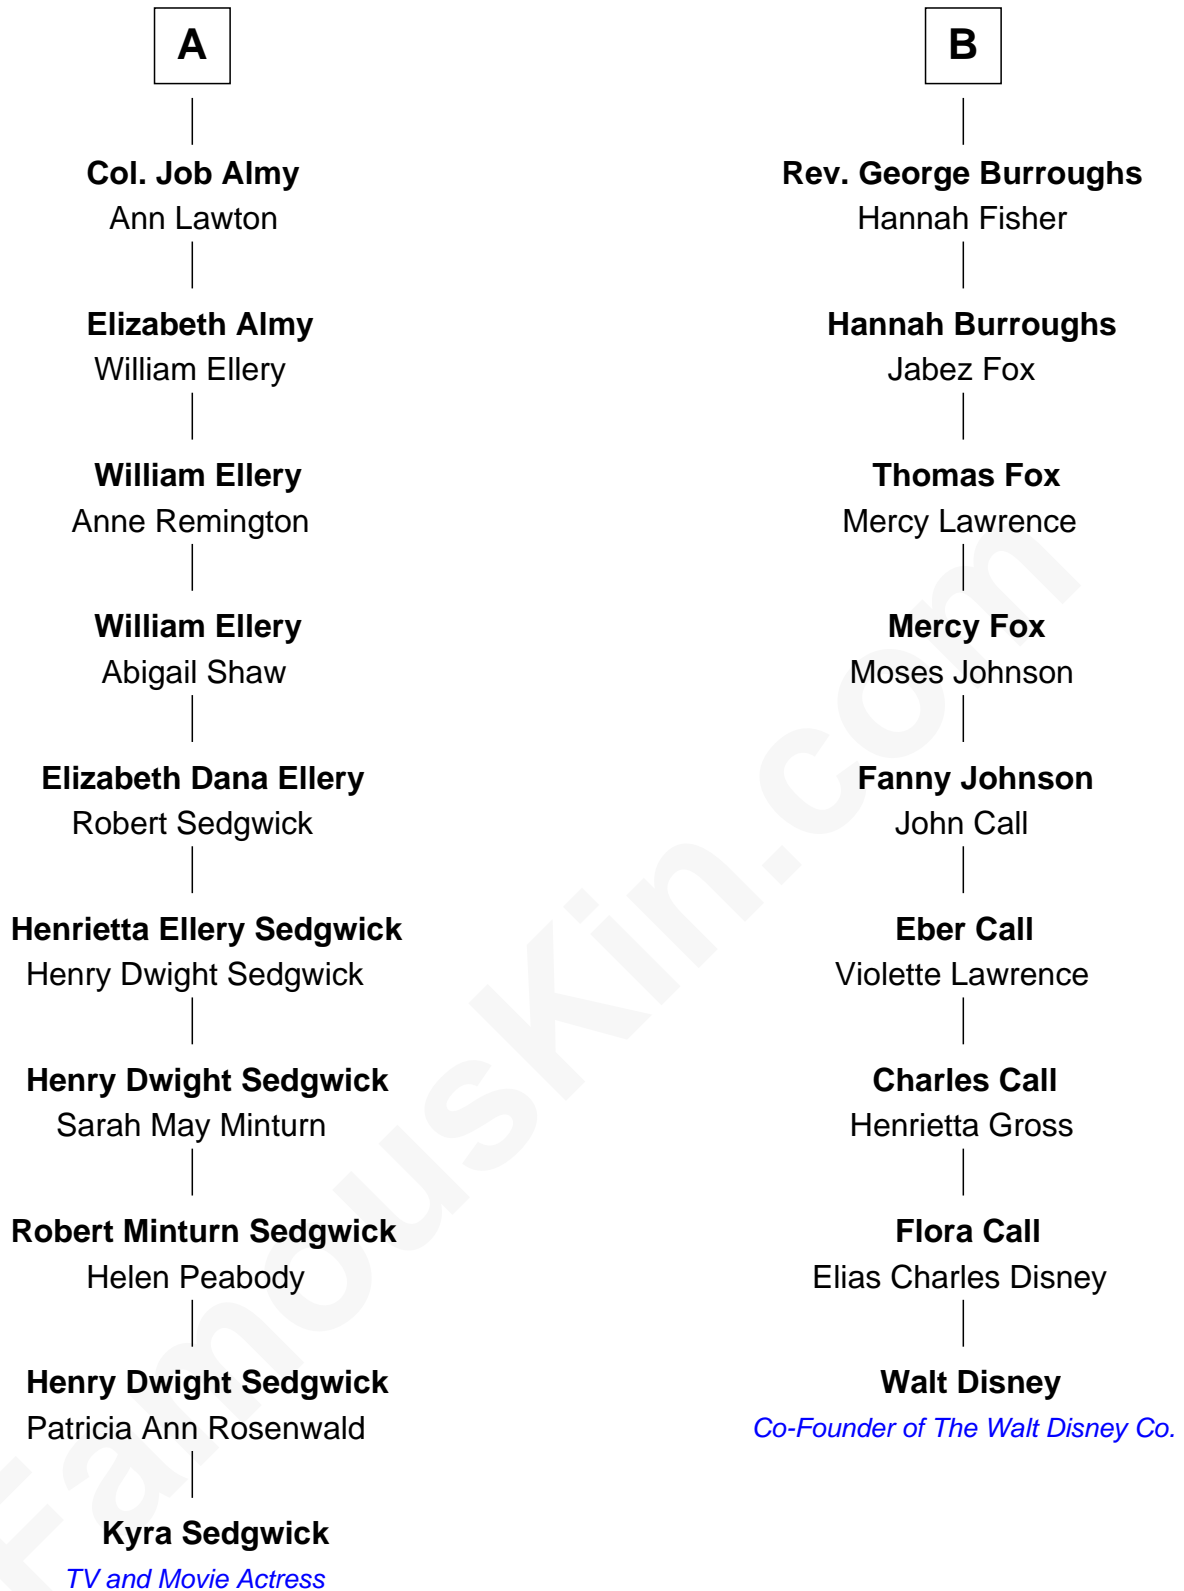 A
Col. Job Almy
Ann Lawton
Elizabeth Almy
William Ellery
William Ellery
Anne Remington
William Ellery
Abigail Shaw
Elizabeth Dana Ellery
Robert Sedgwick
Henrietta Ellery Sedgwick
Henry Dwight Sedgwick
Henry Dwight Sedgwick
Sarah May Minturn
Robert Minturn Sedgwick
Helen Peabody
Henry Dwight Sedgwick
Patricia Ann Rosenwald
Kyra Sedgwick
TV and Movie Actress
B
Rev. George Burroughs
Hannah Fisher
Hannah Burroughs
Jabez Fox
Thomas Fox
Mercy Lawrence
Mercy Fox
Moses Johnson
Fanny Johnson
John Call
Eber Call
Violette Lawrence
Charles Call
Henrietta Gross
Flora Call
Elias Charles Disney
Walt Disney
Co-Founder of The Walt Disney Co.
FamousKin.com